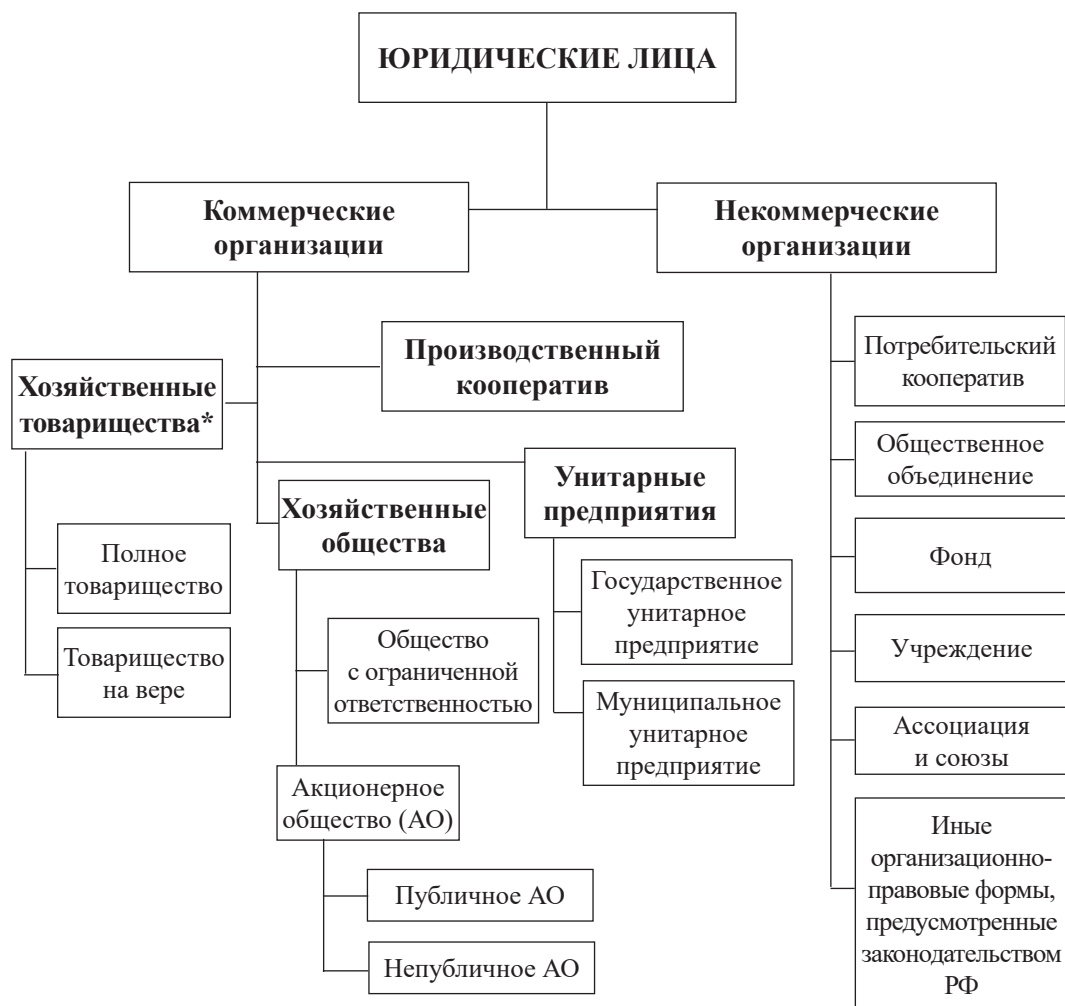 ЮРИДИЧЕСКИЕ ЛИЦА
Коммерческие
организации
Некоммерческие
организации
Производственный
кооператив
Хозяйственные
товарищества*
Полное
товарищество
Товарищество
на вере
Хозяйственные
общества
Общество
с ограниченной
ответственностью
Акционерное
общество (АО)
Публичное АО
Непубличное АО
Унитарные
предприятия
Государственное
унитарное
предприятие
Муниципальное
унитарное
предприятие
Потребительский
кооператив
Общественное
объединение
Фонд
Учреждение
Ассоциация
и союзы
Иные
организационно-
правовые формы,
предусмотренные
законодательством
РФ